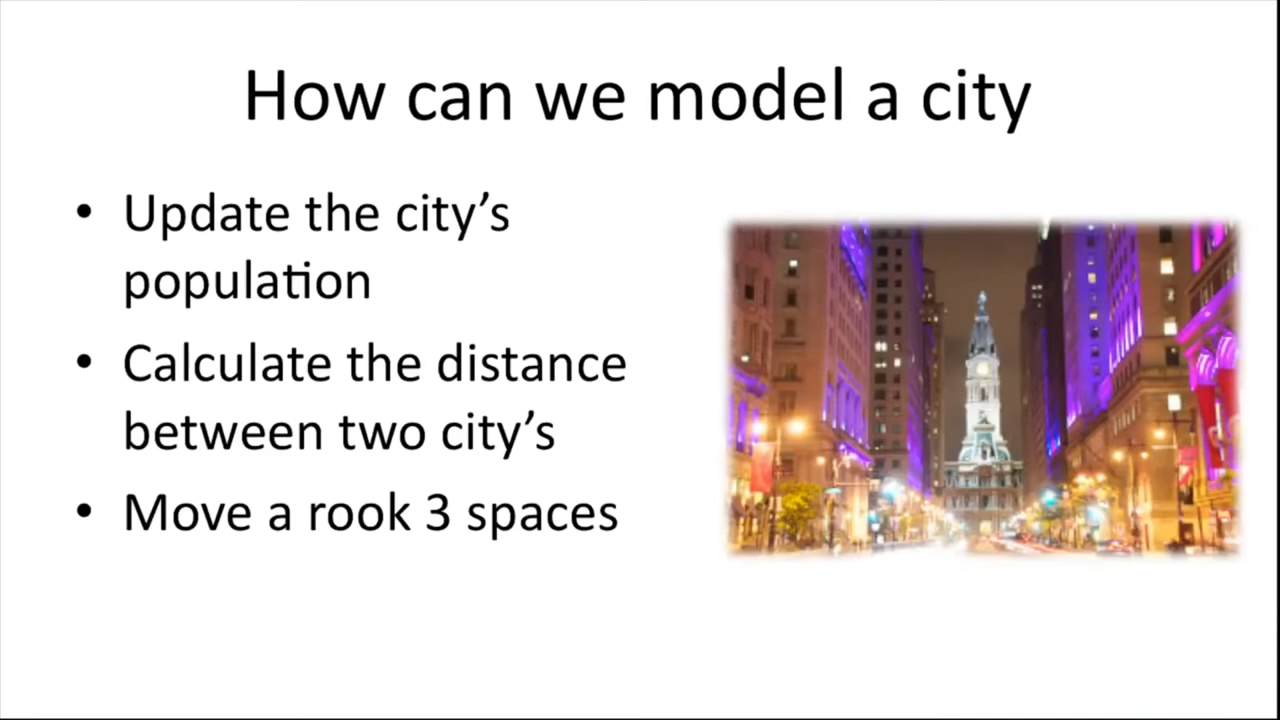 How can we model a city
• Update the city’s
population
• Calculate the distance
between two city’s
• Move a rook 3 spaces